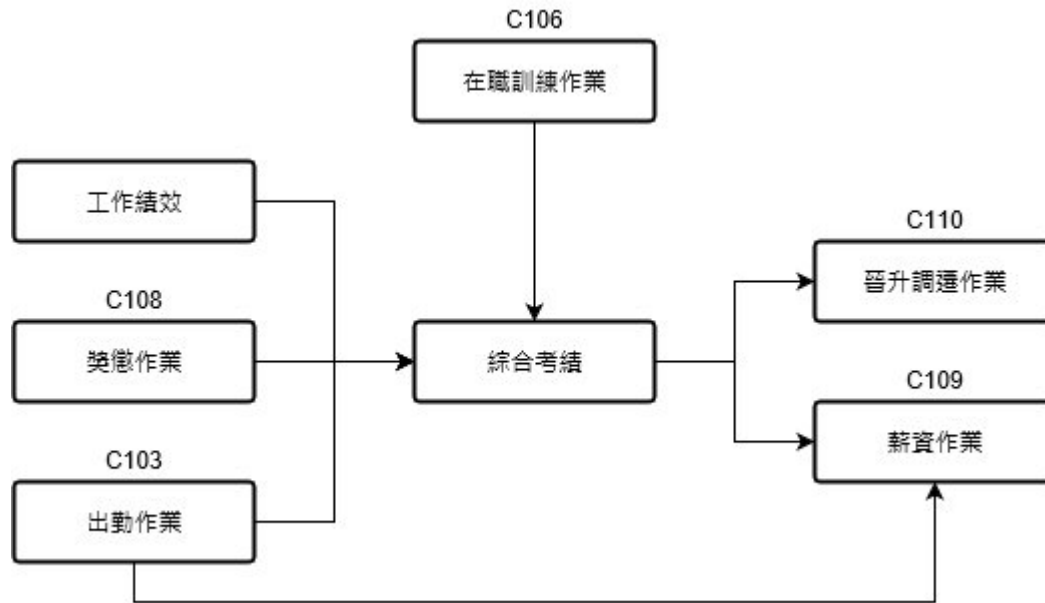 C106
在職訓練作業
工作績效
C110
晉升調遷作業
C108
獎懲作業
綜合考績
C109
薪資作業
C103
出勤作業